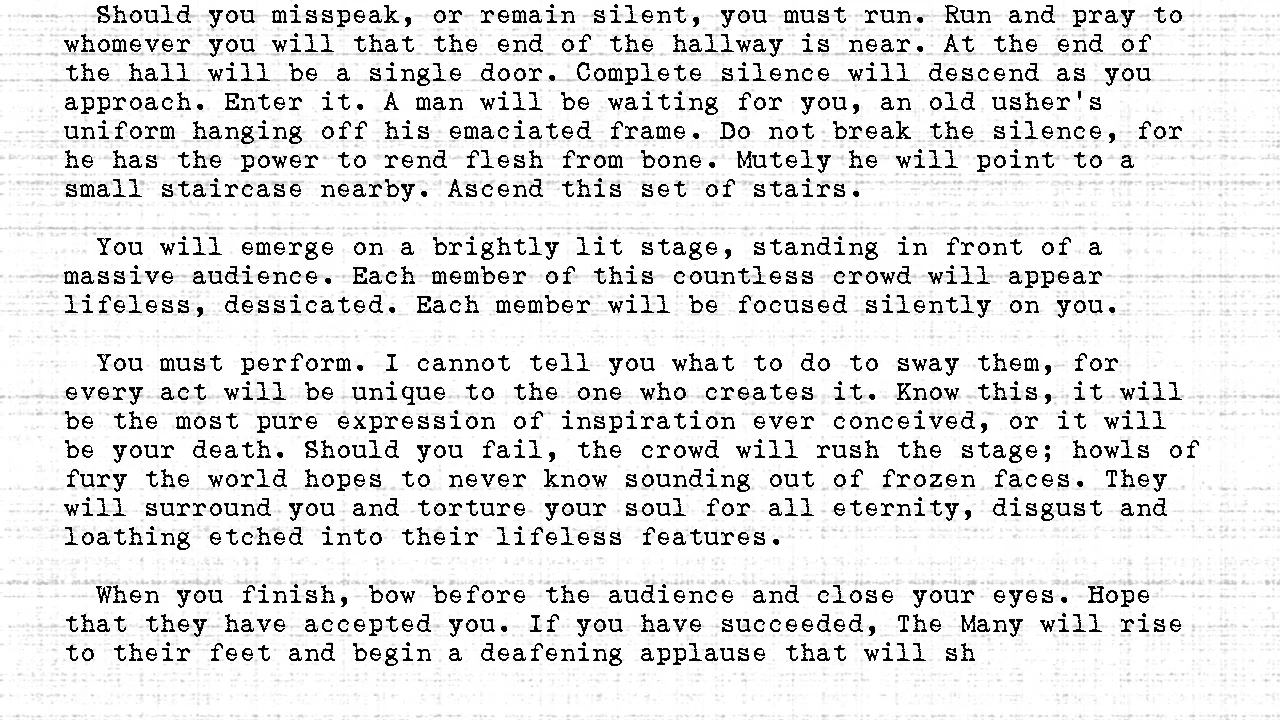 Should you misspeak, or remain silent, you must run. Run and pray to
whomever you will that the end of the hallway is near. At the end of
the hall will be a single door. Complete silence will descend as you
approach. Enter it. A man will be waiting for you, an old usher's
uniform hanging off his emaciated frame. Do not break the silence, for
he has the power to rend flesh from bone. Mutely he will point to a
small staircase nearby. Ascend this set of stairs.
You will emerge on a brightly lit stage, standing in front of a
massive audience. Each member of this countless crowd will appear
lifeless, dessicated. Each member will be focused silently on you.
You must perform. I cannot tell you what to do to sway them, for
every act will be unique to the one who creates it. Know this, it will
be the most pure expression of inspiration ever conceived, or it will
be your death. Should you fail, the crowd will rush the stage; howls of
fury the world hopes to never know sounding out of frozen faces. They
will surround you and torture your soul for all eternity, disgust and
loathing etched into their lifeless features.
When you finish, bow before the audience and close your eyes. Hope
that they have accepted you. If you have succeeded, The Many will rise
to their feet and begin a deafening applause that will sh